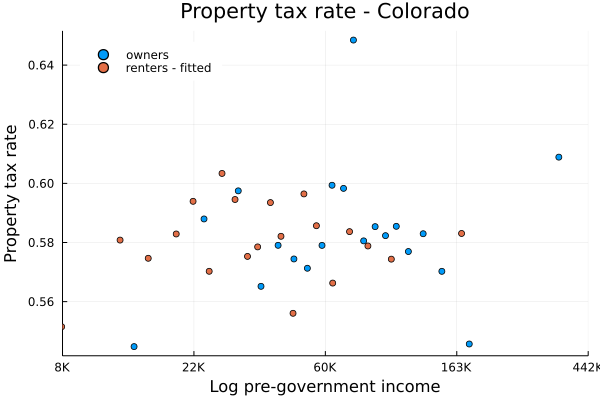 Property tax rate - Colorado
owners
renters - fitted
Property tax rate
0.64
0.62
0.60
0.58
0.56
8K 22K 60K 163K 442K
Log pre-government income